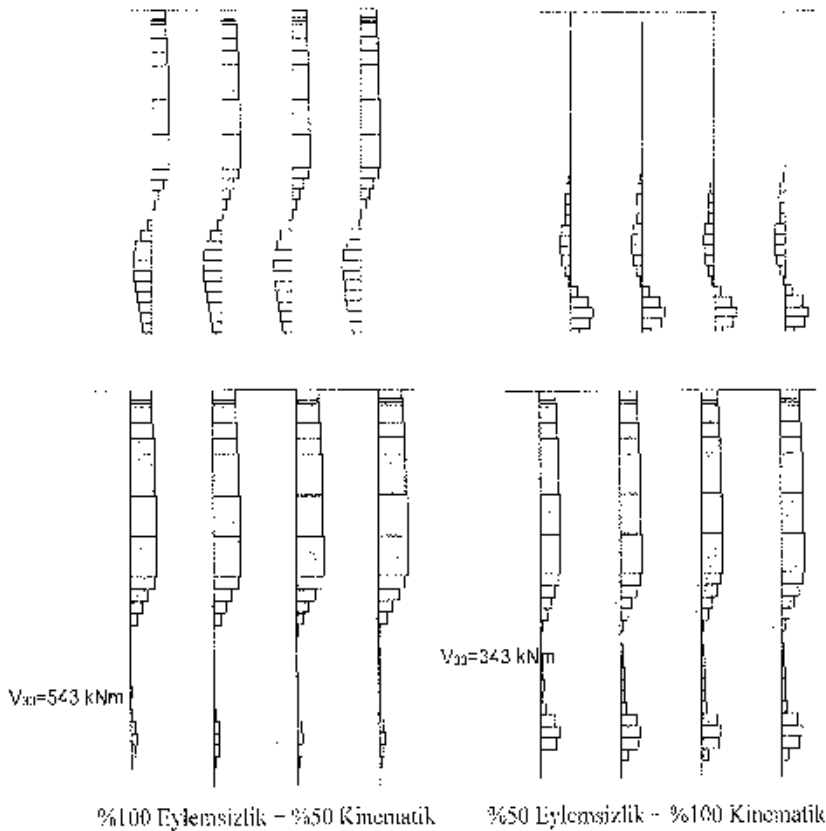 V₃₃=343 kNm
V₃₃=543 kNm
%100 Eylemsizlik – %50 Kinematik
%50 Eylemsizlik - %100 Kinematik